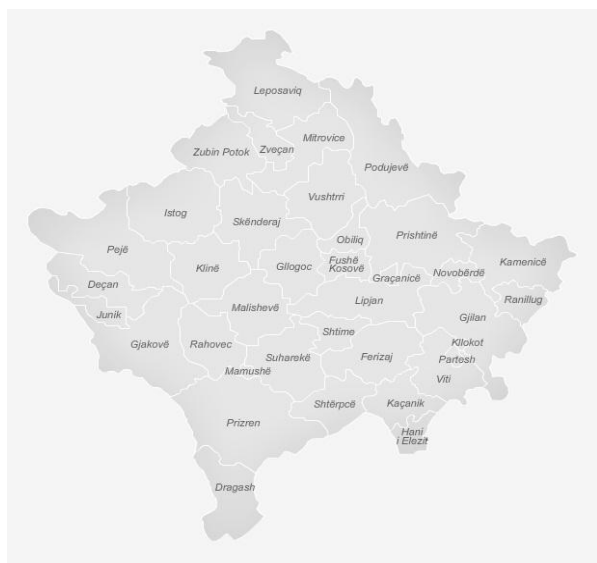 Leposaviq
Mitrovice
Zveçan
Zubin Potok
Podujevë
Vushtrri
Istog
Skënderaj
Prishtinë
Obiliq
Pejë
Fushë
Kosovë
Kamenicë
Klinë
Gllogoc
Graçanicë
Novobërdë
Deçan
Ranillug
Lipjan
Malishevë
Junik
Gjilan
Shtime
Gjakovë
Rahovec
Kllokot
Suharekë
Ferizaj
Partesh
Mamushë
Viti
Shtërpcë
Kaçanik
Prizren
Hani
i Elezit
Dragash